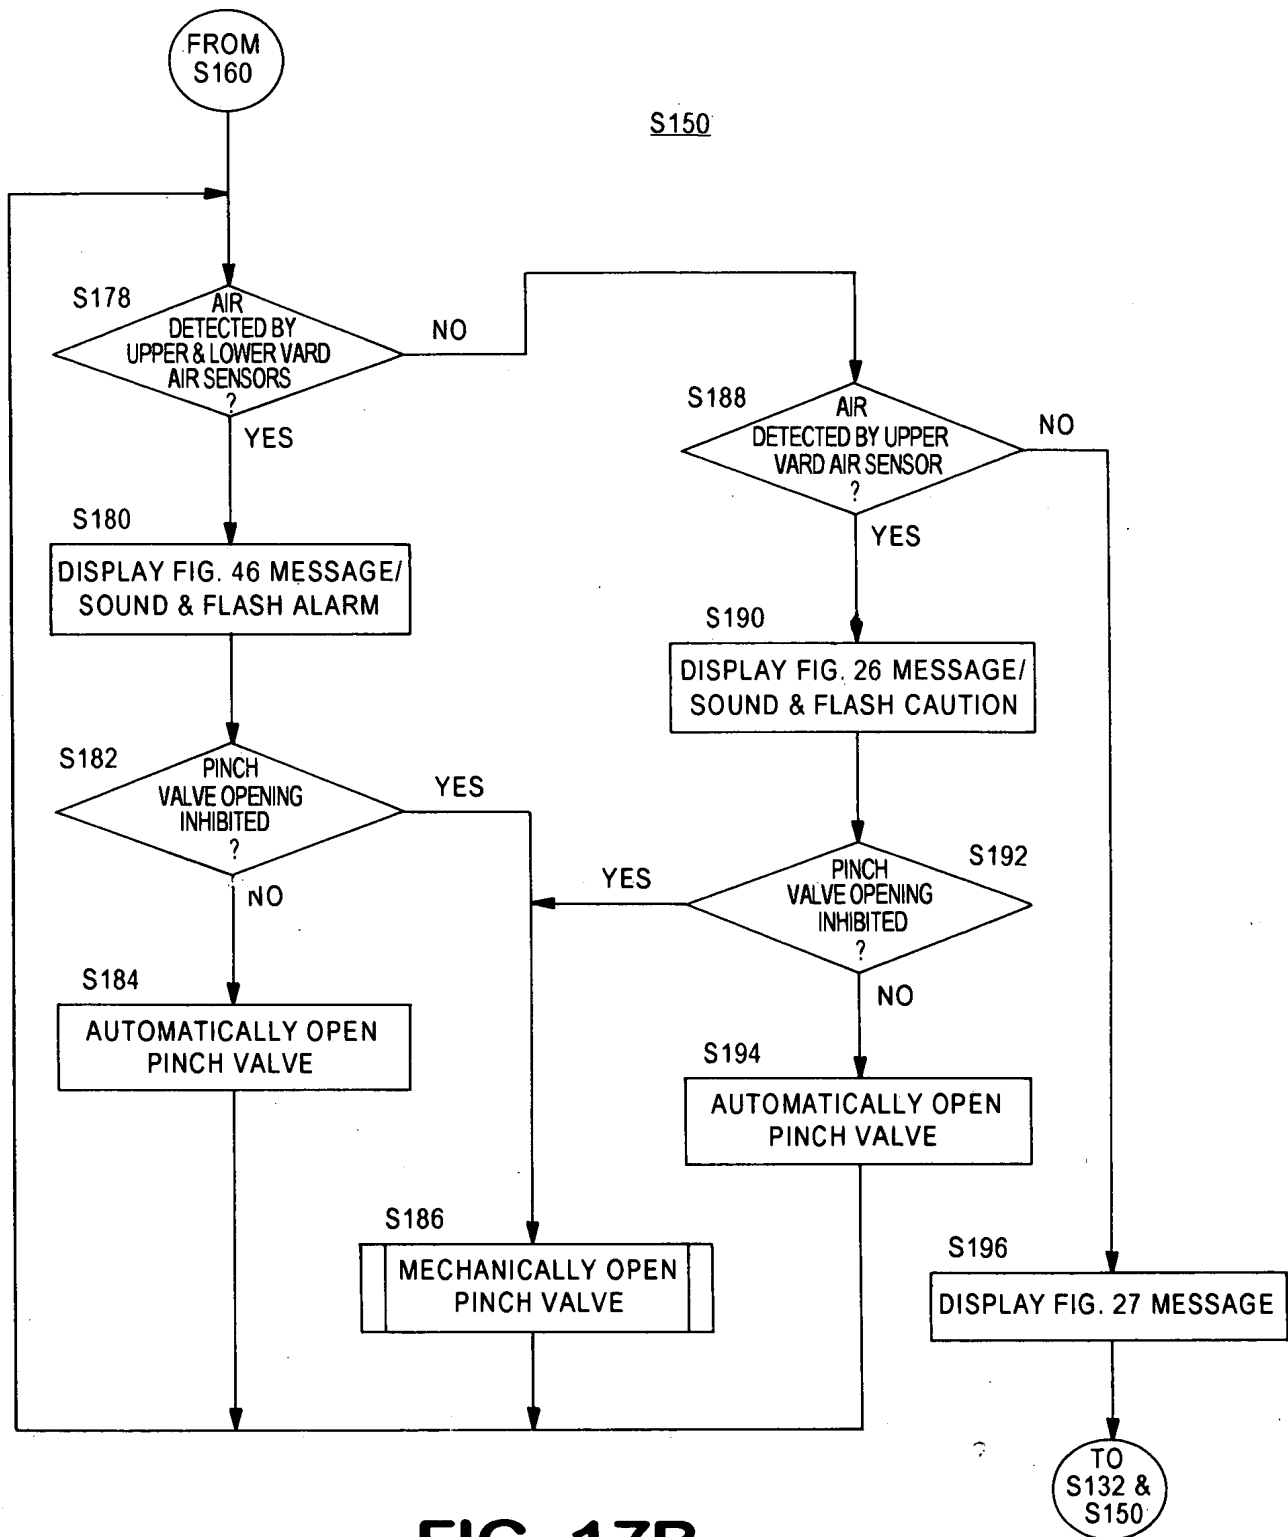 FROM
S160
S150
S178
AIR
DETECTED BY
UPPER & LOWER VARD
AIR SENSORS
?
NO
YES
S188
AIR
DETECTED BY UPPER
VARD AIR SENSOR
?
NO
YES
S180
DISPLAY FIG. 46 MESSAGE/
SOUND & FLASH ALARM
S190
DISPLAY FIG. 26 MESSAGE/
SOUND & FLASH CAUTION
S182
PINCH
VALVE OPENING
INHIBITED
?
YES
NO
S192
PINCH
VALVE OPENING
INHIBITED
?
YES
NO
S184
AUTOMATICALLY OPEN
PINCH VALVE
S194
AUTOMATICALLY OPEN
PINCH VALVE
S186
MECHANICALLY OPEN
PINCH VALVE
S196
DISPLAY FIG. 27 MESSAGE
TO
S132 &
S150
FIG. 17B